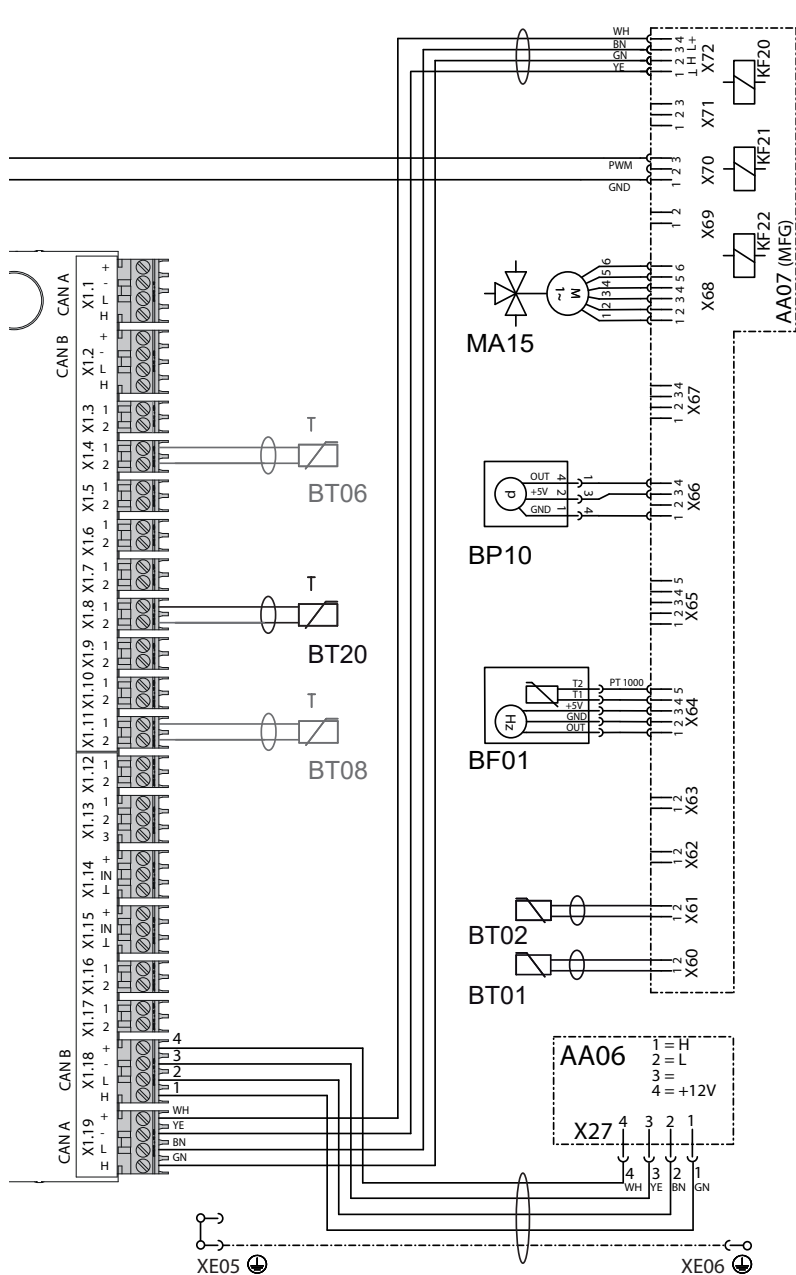 WH
BN
GN
YE
4 L+
3 L
2 H
1 ⊥
X72
KF20
3
2
1
X71
PWM
GND
3
2
1
X70
KF21
2
1
X69
KF22
AA07 (MFG)
MA15
M
1~
6
5
4
3
2
1
6
5
4
3
2
1
X68
4
3
2
1
X67
BP10
P
OUT 4 1
+5V 2 3
GND 1 4
4
3
2
1
X66
5
4
3
2
1
X65
BF01
Hz
T2
T1
+5V
GND
OUT
PT 1000
5
4
3
2
1
X64
2
1
X63
2
1
X62
BT02
2
1
X61
BT01
2
1
X60
CAN A
X1.1
+
-
L
H
CAN B
X1.2
+
-
L
H
X1.3
1
2
X1.4
1
2
T
BT06
X1.5
1
2
X1.6
1
2
X1.7
1
2
X1.8
1
2
T
BT20
X1.9
1
2
X1.10
1
2
X1.11
1
2
T
BT08
X1.12
1
2
X1.13
1
2
3
X1.14
+
IN
⊥
X1.15
+
IN
⊥
X1.16
1
2
X1.17
1
2
CAN B
X1.18
+
-
L
H
4
3
2
1
CAN A
X1.19
+
-
L
H
WH
YE
BN
GN
AA06
1 = H
2 = L
3 =
4 = +12V
X27
4 3 2 1
4 3 2 1
WH YE BN GN
XE05
XE06